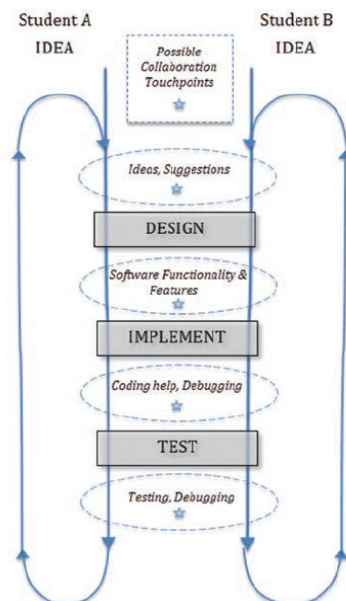 Student A
IDEA
Student B
IDEA
Possible
Collaboration
Touchpoints
Ideas, Suggestions
DESIGN
Software Functionality &
Features
IMPLEMENT
Coding help, Debugging
TEST
Testing, Debugging